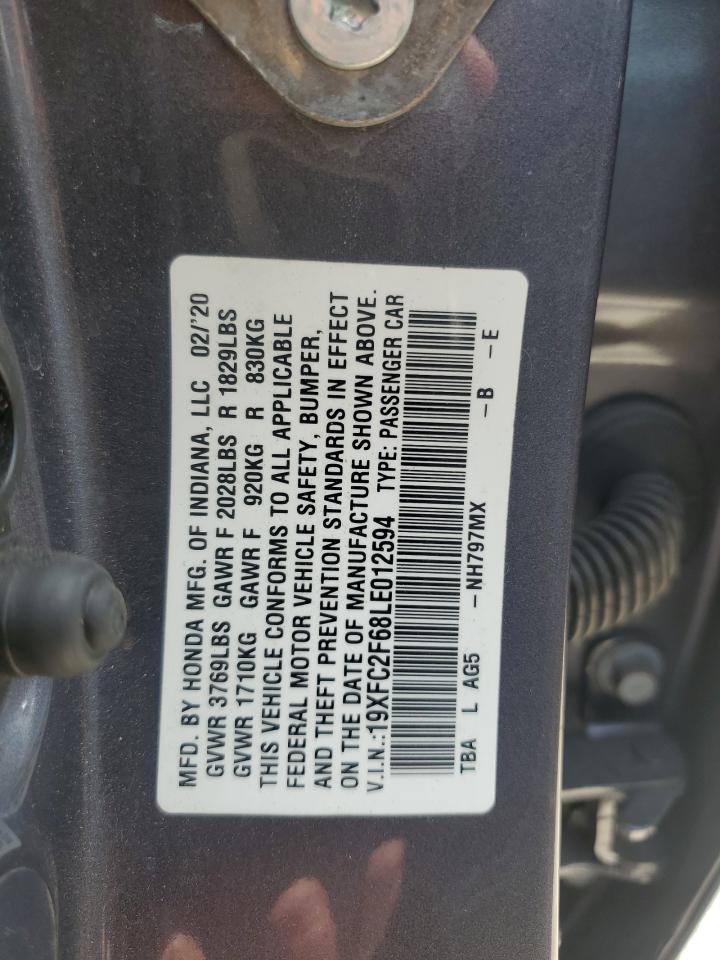 MFD. BY HONDA MFG. OF INDIANA, LLC 02/'20
GVWR 3769LBS GAWR F 2028LBS R 1829LBS
GVWR 1710KG GAWR F 920KG R 830KG
THIS VEHICLE CONFORMS TO ALL APPLICABLE
FEDERAL MOTOR VEHICLE SAFETY, BUMPER,
AND THEFT PREVENTION STANDARDS IN EFFECT
ON THE DATE OF MANUFACTURE SHOWN ABOVE.
V.I.N.:19XFC2F68LE012594 TYPE: PASSENGER CAR
TBA L AG5 -NH797MX -B -E